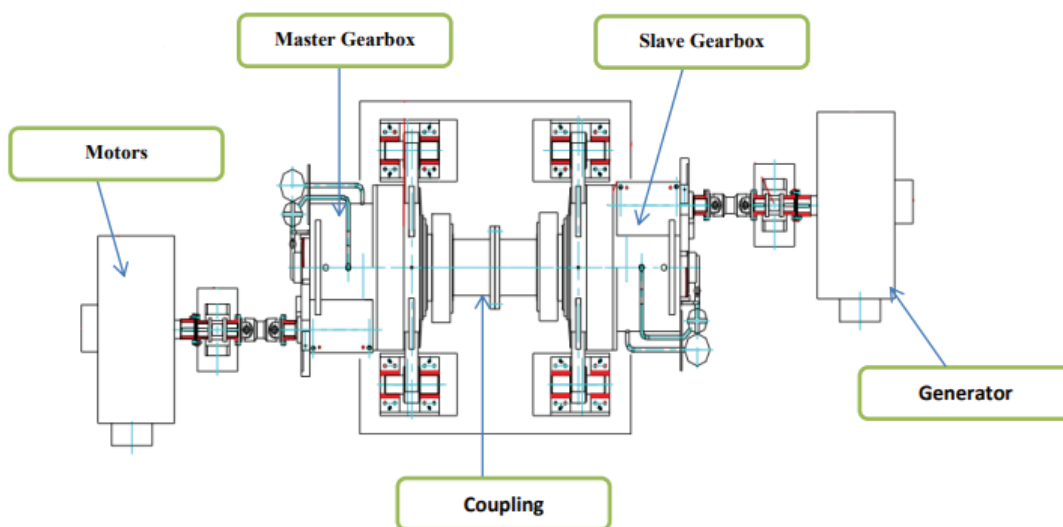 Master Gearbox
Slave Gearbox
Motors
Generator
Coupling